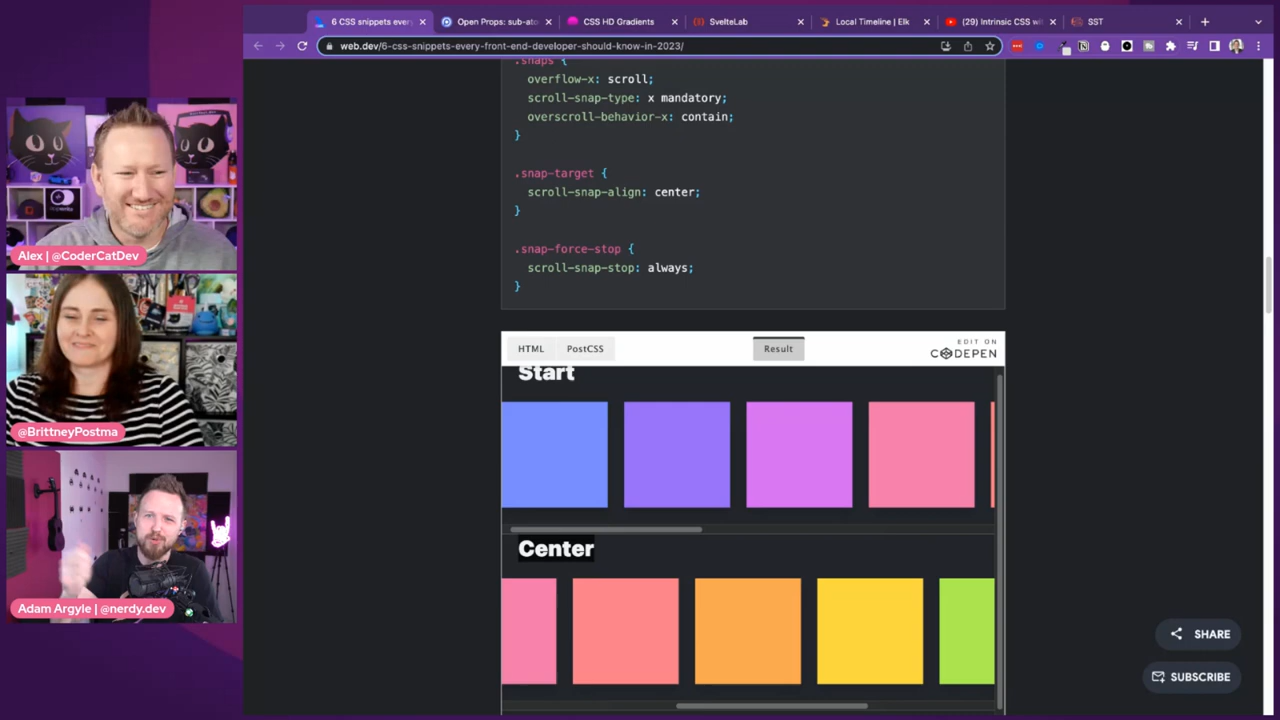 6 CSS snippets ever
Open Props: sub-ato
CSS HD Gradients
SvelteLab
Local Timeline | Elk
(29) Intrinsic CSS wi
SST
web.dev/6-css-snippets-every-front-end-developer-should-know-in-2023/
.snaps {
overflow-x: scroll;
scroll-snap-type: x mandatory;
overscroll-behavior-x: contain;
}
.snap-target {
scroll-snap-align: center;
}
.snap-force-stop {
scroll-snap-stop: always;
}
HTML
PostCSS
Result
EDIT ON
CODEPEN
Start
Center
SHARE
SUBSCRIBE
Alex | @CoderCatDev
@BrittneyPostma
Adam Argyle | @nerdy.dev